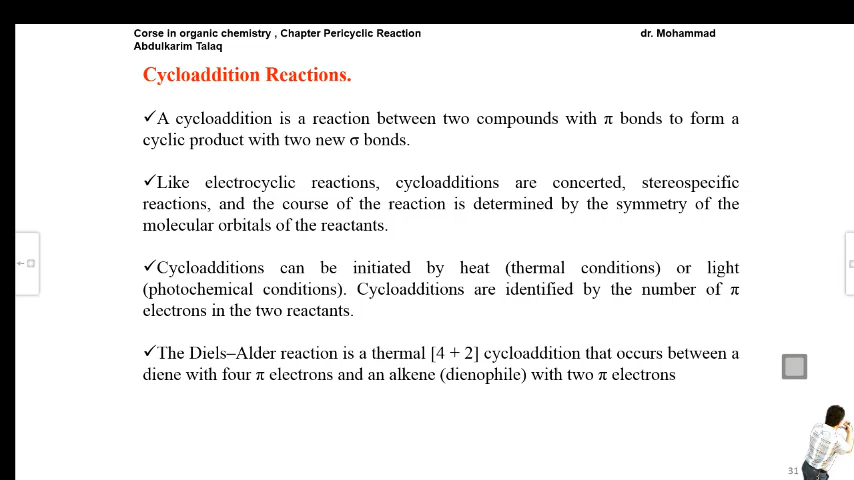 Corse in organic chemistry , Chapter Pericyclic Reaction dr. Mohammad
Abdulkarim Talaq
Cycloaddition Reactions.
✓A cycloaddition is a reaction between two compounds with π bonds to form a
cyclic product with two new σ bonds.
✓Like electrocyclic reactions, cycloadditions are concerted, stereospecific
reactions, and the course of the reaction is determined by the symmetry of the
molecular orbitals of the reactants.
✓Cycloadditions can be initiated by heat (thermal conditions) or light
(photochemical conditions). Cycloadditions are identified by the number of π
electrons in the two reactants.
✓The Diels–Alder reaction is a thermal [4 + 2] cycloaddition that occurs between a
diene with four π electrons and an alkene (dienophile) with two π electrons
31